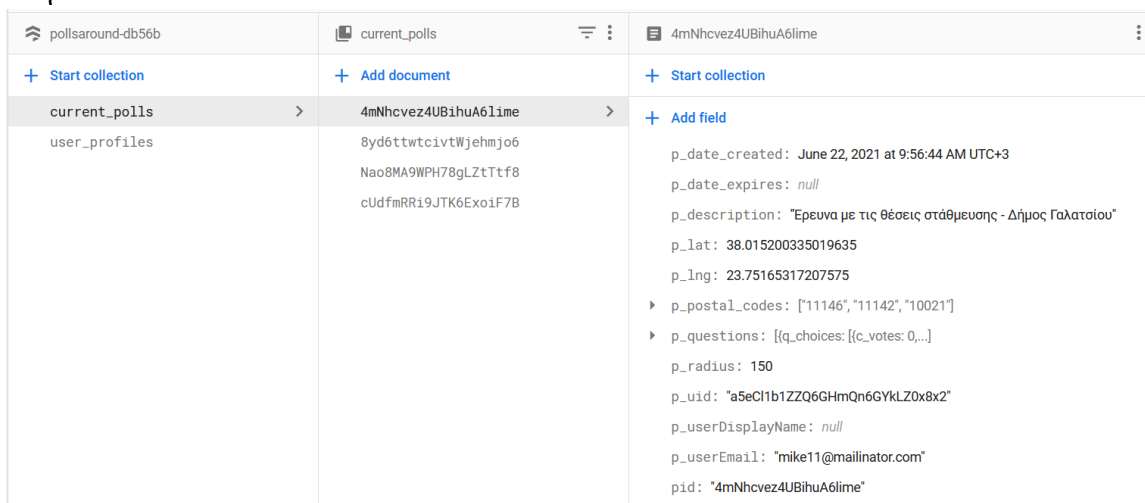 pollsaround-db56b
+ Start collection
current_polls
user_profiles
current_polls
+ Add document
4mNhcvez4UBihuA6lime
8yd6ttwtcivtWjehmjo6
Nao8MA9WPH78gLZtTtf8
cUdfmRRi9JTK6ExoiF7B
4mNhcvez4UBihuA6lime
+ Start collection
+ Add field
p_date_created: June 22, 2021 at 9:56:44 AM UTC+3
p_date_expires: null
p_description: "Έρευνα με τις θέσεις στάθμευσης - Δήμος Γαλατσίου"
p_lat: 38.015200335019635
p_lng: 23.75165317207575
p_postal_codes: ["11146", "11142", "10021"]
p_questions: [{q_choices: [{c_votes: 0,...]
p_radius: 150
p_uid: "a5eCl1b1ZZQ6GHmQn6GYkLZ0x8x2"
p_userDisplayName: null
p_userEmail: "mike11@mailinator.com"
pid: "4mNhcvez4UBihuA6lime"